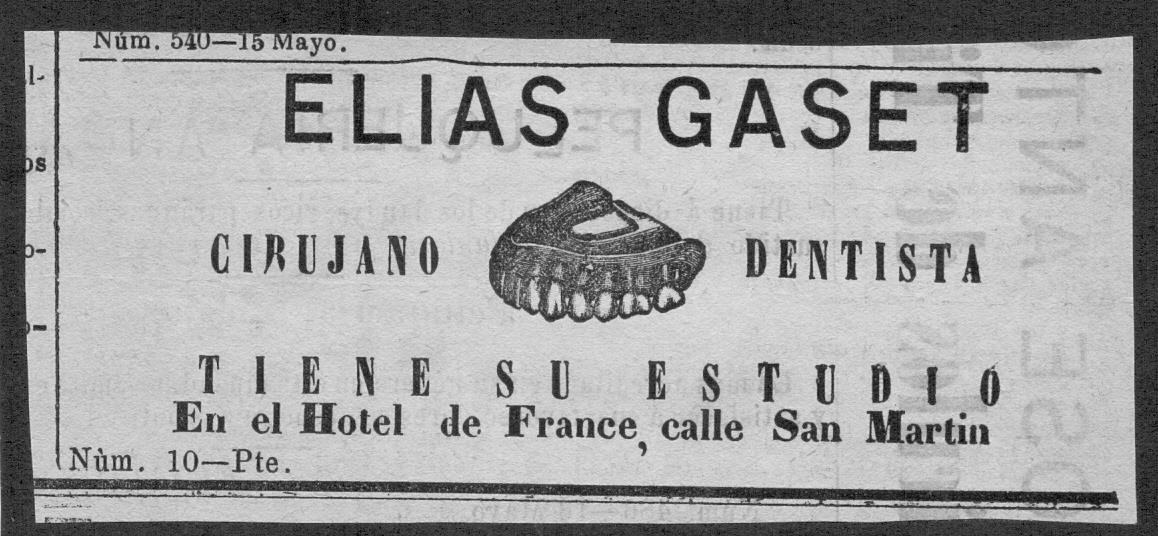 Núm. 540—15 Mayo.
ELIAS GASET
CIRUJANO DENTISTA
TIENE SU ESTUDIO
En el Hotel de France, calle San Martin
Nùm. 10—Pte.